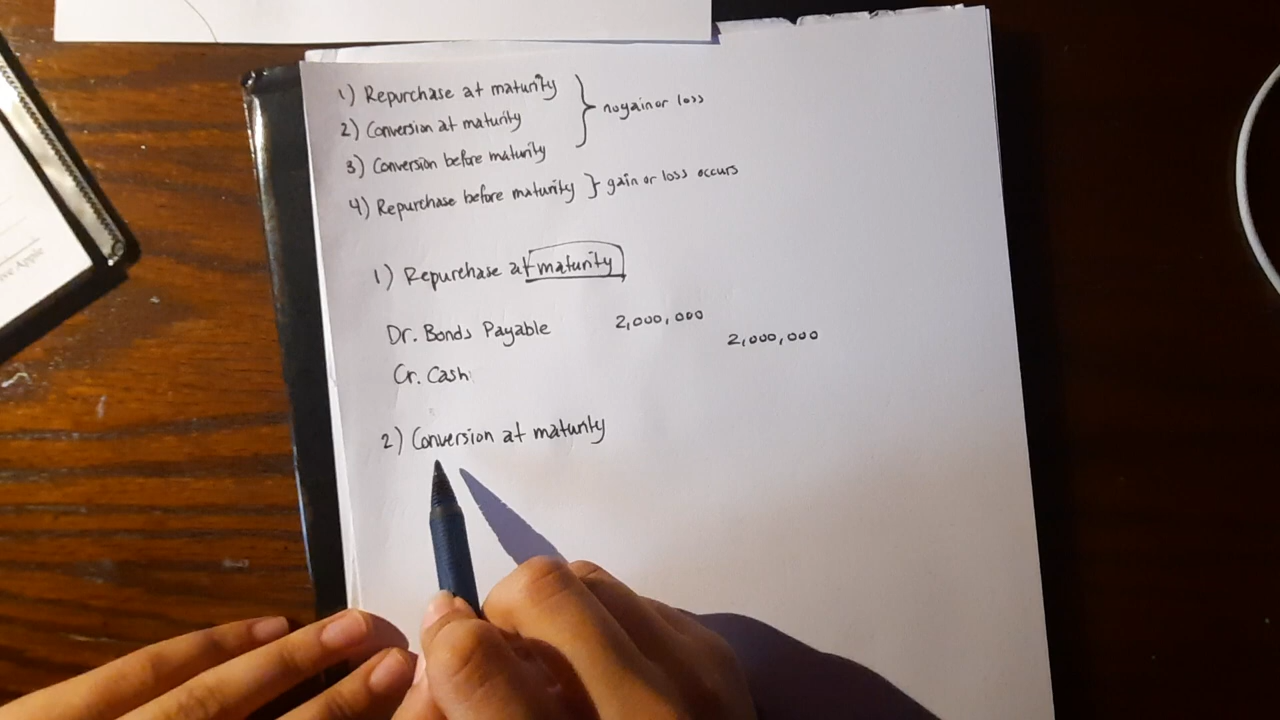 1) Repurchase at maturity
2) Conversion at maturity
3) Conversion before maturity
} no gain or loss
4) Repurchase before maturity } gain or loss occurs
1) Repurchase at maturity
Dr. Bonds Payable 2,000,000
2,000,000
Cr. Cash
2) Conversion at maturity
Apple